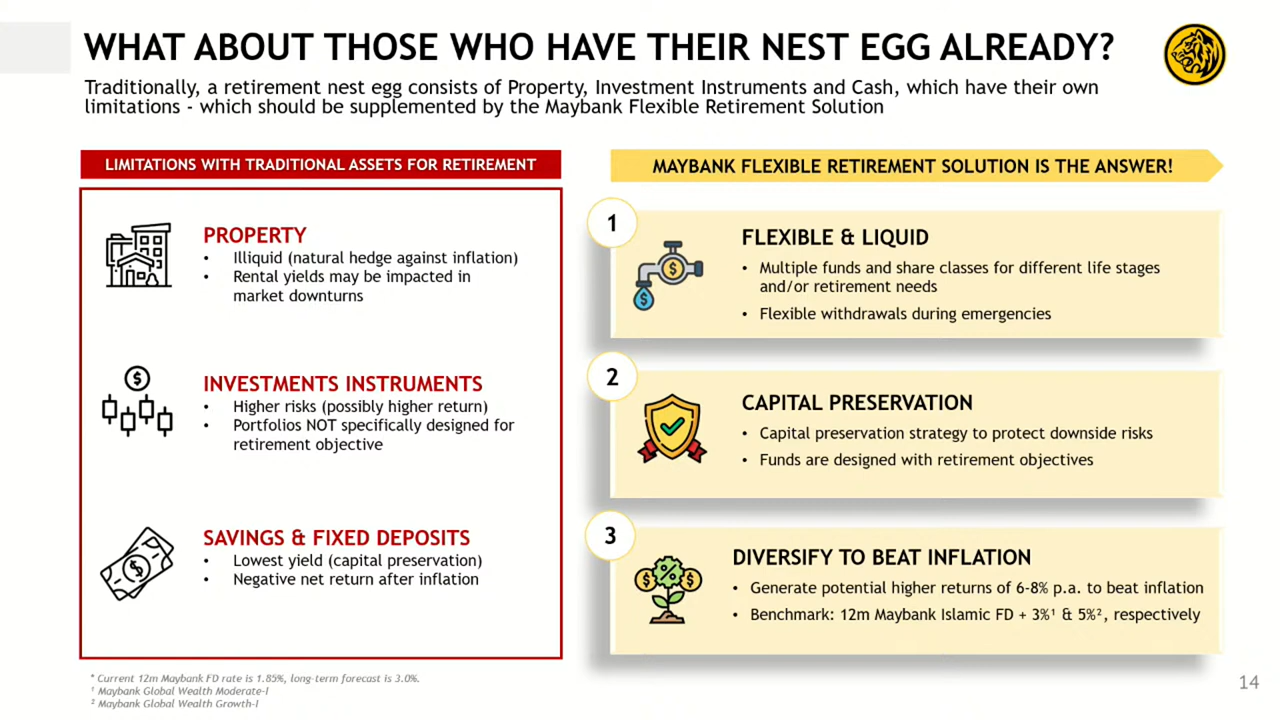 WHAT ABOUT THOSE WHO HAVE THEIR NEST EGG ALREADY?
Traditionally, a retirement nest egg consists of Property, Investment Instruments and Cash, which have their own
limitations - which should be supplemented by the Maybank Flexible Retirement Solution
LIMITATIONS WITH TRADITIONAL ASSETS FOR RETIREMENT
PROPERTY
• Illiquid (natural hedge against inflation)
• Rental yields may be impacted in
market downturns
INVESTMENTS INSTRUMENTS
• Higher risks (possibly higher return)
• Portfolios NOT specifically designed for
retirement objective
SAVINGS & FIXED DEPOSITS
• Lowest yield (capital preservation)
• Negative net return after inflation
MAYBANK FLEXIBLE RETIREMENT SOLUTION IS THE ANSWER!
1
FLEXIBLE & LIQUID
• Multiple funds and share classes for different life stages
and/or retirement needs
• Flexible withdrawals during emergencies
2
CAPITAL PRESERVATION
• Capital preservation strategy to protect downside risks
• Funds are designed with retirement objectives
3
DIVERSIFY TO BEAT INFLATION
• Generate potential higher returns of 6-8% p.a. to beat inflation
• Benchmark: 12m Maybank Islamic FD + 3%¹ & 5%², respectively
* Current 12m Maybank FD rate is 1.85%, long-term forecast is 3.0%.
¹ Maybank Global Wealth Moderate-I
² Maybank Global Wealth Growth-I
14